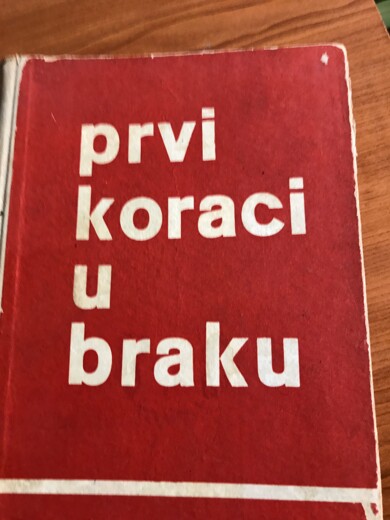 prvi
koraci
u
braku